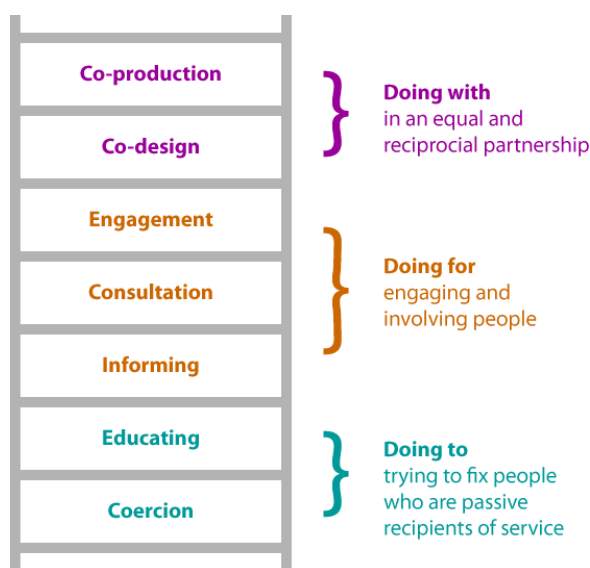 Co-production
Co-design
Doing with
in an equal and
reciprocial partnership
Engagement
Consultation
Informing
Doing for
engaging and
involving people
Educating
Coercion
Doing to
trying to fix people
who are passive
recipients of service